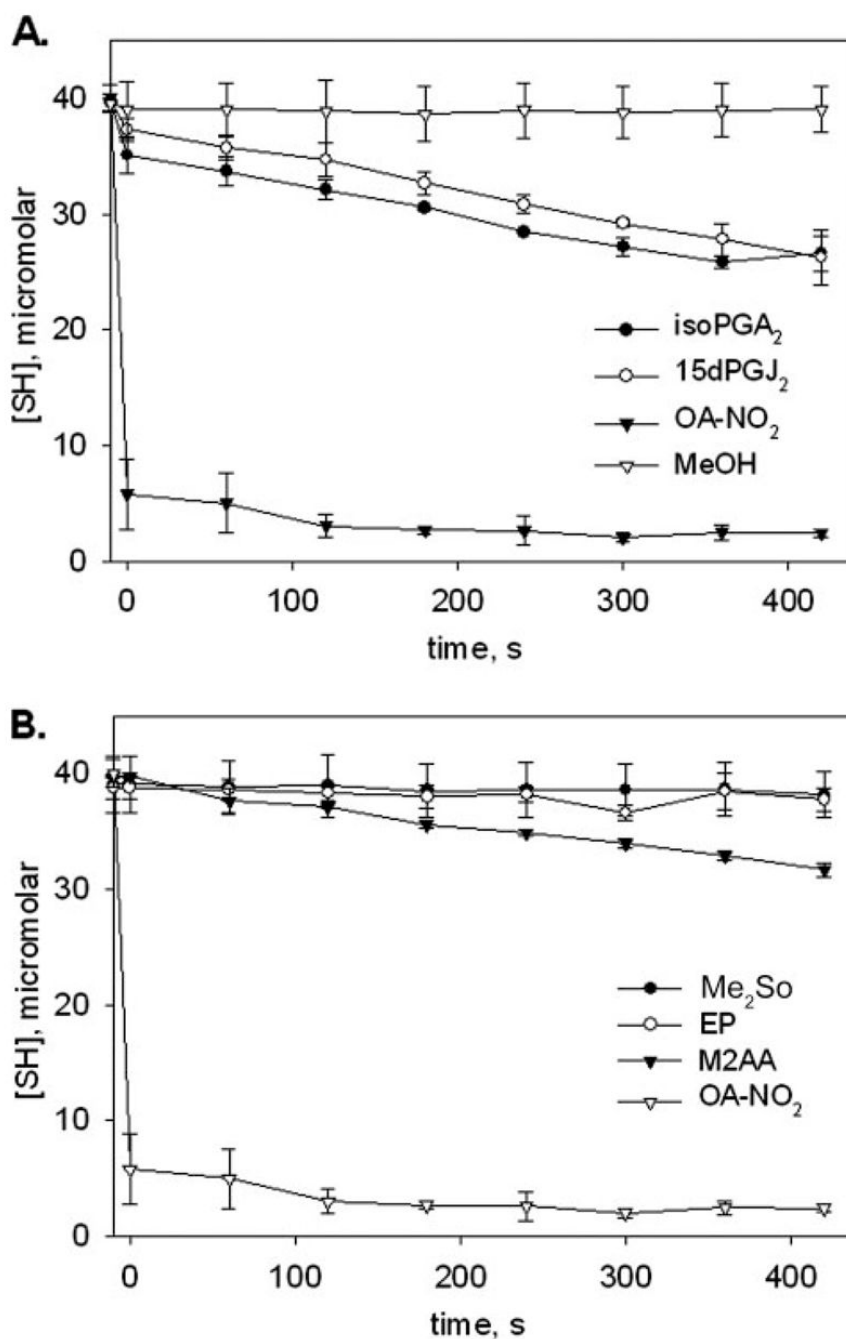 A.
40
30
20
10
0
[SH], micromolar
isoPGA₂
15dPGJ₂
OA-NO₂
MeOH
0 100 200 300 400
time, s
B.
40
30
20
10
0
[SH], micromolar
Me₂So
EP
M2AA
OA-NO₂
0 100 200 300 400
time, s